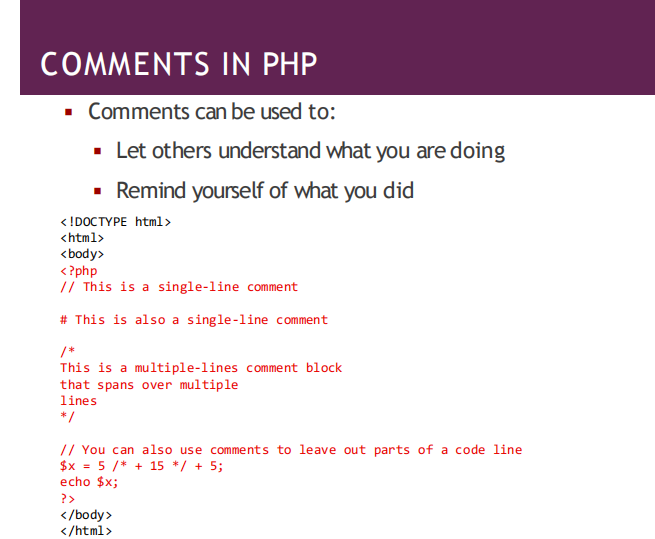 COMMENTS IN PHP
▪ Comments can be used to:
▪ Let others understand what you are doing
▪ Remind yourself of what you did
<!DOCTYPE html>
<html>
<body>
<?php
// This is a single-line comment
# This is also a single-line comment
/*
This is a multiple-lines comment block
that spans over multiple
lines
*/
// You can also use comments to leave out parts of a code line
$x = 5 /* + 15 */ + 5;
echo $x;
?>
</body>
</html>